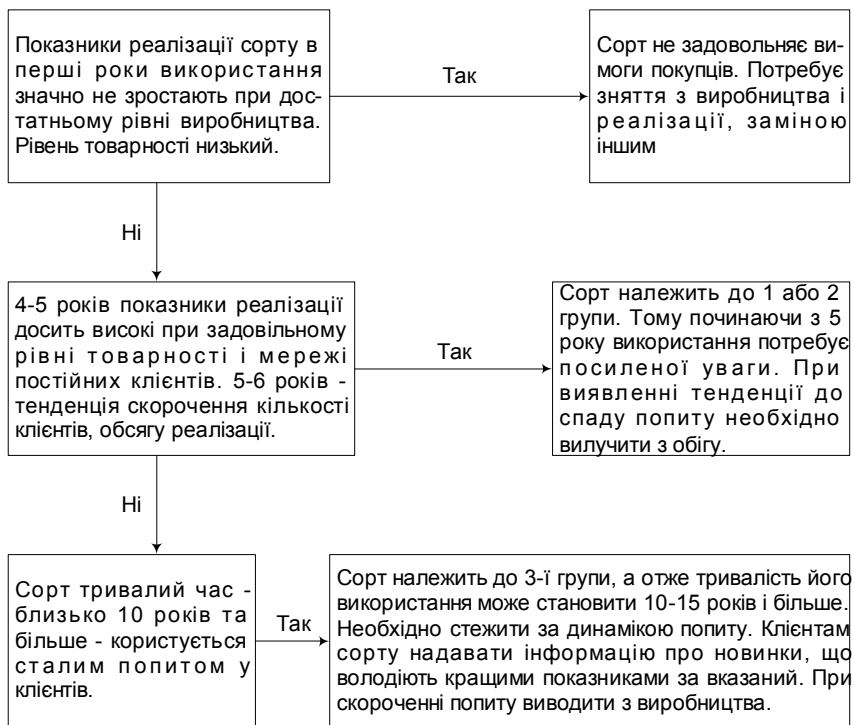 Показники реалізації сорту в
перші роки використання
значно не зростають при дос-
татньому рівні виробництва.
Рівень товарності низький.
Так
Сорт не задовольняє ви-
моги покупців. Потребує
зняття з виробництва і
реалізації, заміною
іншим
Ні
4-5 років показники реалізації
досить високі при задовільному
рівні товарності і мережі
постійних клієнтів. 5-6 років -
тенденція скорочення кількості
клієнтів, обсягу реалізації.
Так
Сорт належить до 1 або 2
групи. Тому починаючи з 5
року використання потребує
посиленої уваги. При
виявленні тенденції до
спаду попиту необхідно
вилучити з обігу.
Ні
Сорт тривалий час -
близько 10 років та
більше - користується
сталим попитом у
клієнтів.
Так
Сорт належить до 3-ї групи, а отже тривалість його
використання може становити 10-15 років і більше.
Необхідно стежити за динамікою попиту. Клієнтам
сорту надавати інформацію про новинки, що
володіють кращими показниками за вказаний. При
скороченні попиту виводити з виробництва.